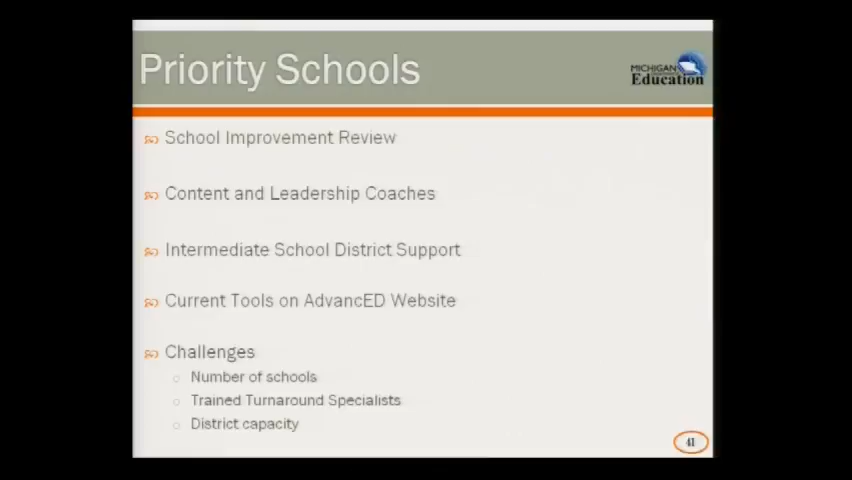 Priority Schools
MICHIGAN
Education
School Improvement Review
Content and Leadership Coaches
Intermediate School District Support
Current Tools on AdvancED Website
Challenges
Number of schools
Trained Turnaround Specialists
District capacity
41